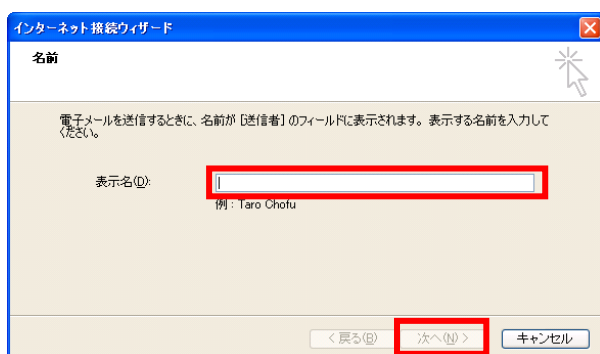 インターネット接続ウィザード
名前
電子メールを送信するときに、名前が [送信者] のフィールドに表示されます。表示する名前を入力して
ください。
表示名(D):
例 : Taro Chofu
< 戻る(B)
次へ(N) >
キャンセル